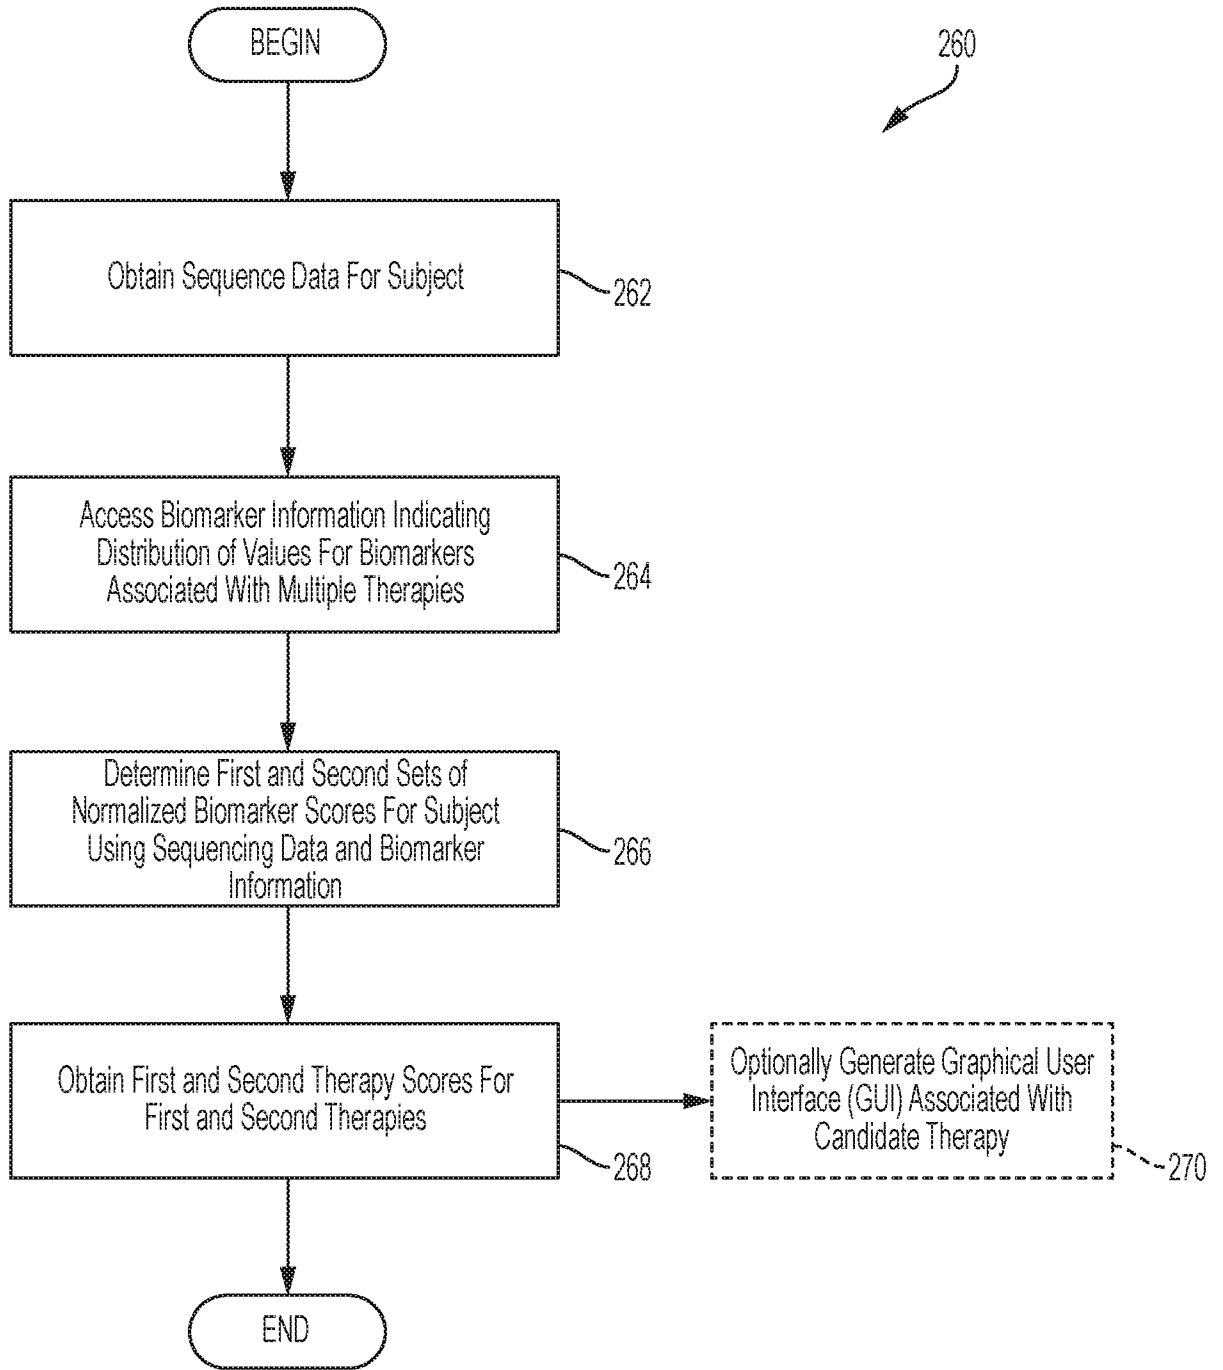 BEGIN
260
Obtain Sequence Data For Subject
262
Access Biomarker Information Indicating
Distribution of Values For Biomarkers
Associated With Multiple Therapies
264
Determine First and Second Sets of
Normalized Biomarker Scores For Subject
Using Sequencing Data and Biomarker
Information
266
Obtain First and Second Therapy Scores For
First and Second Therapies
268
Optionally Generate Graphical User
Interface (GUI) Associated With
Candidate Therapy
270
END